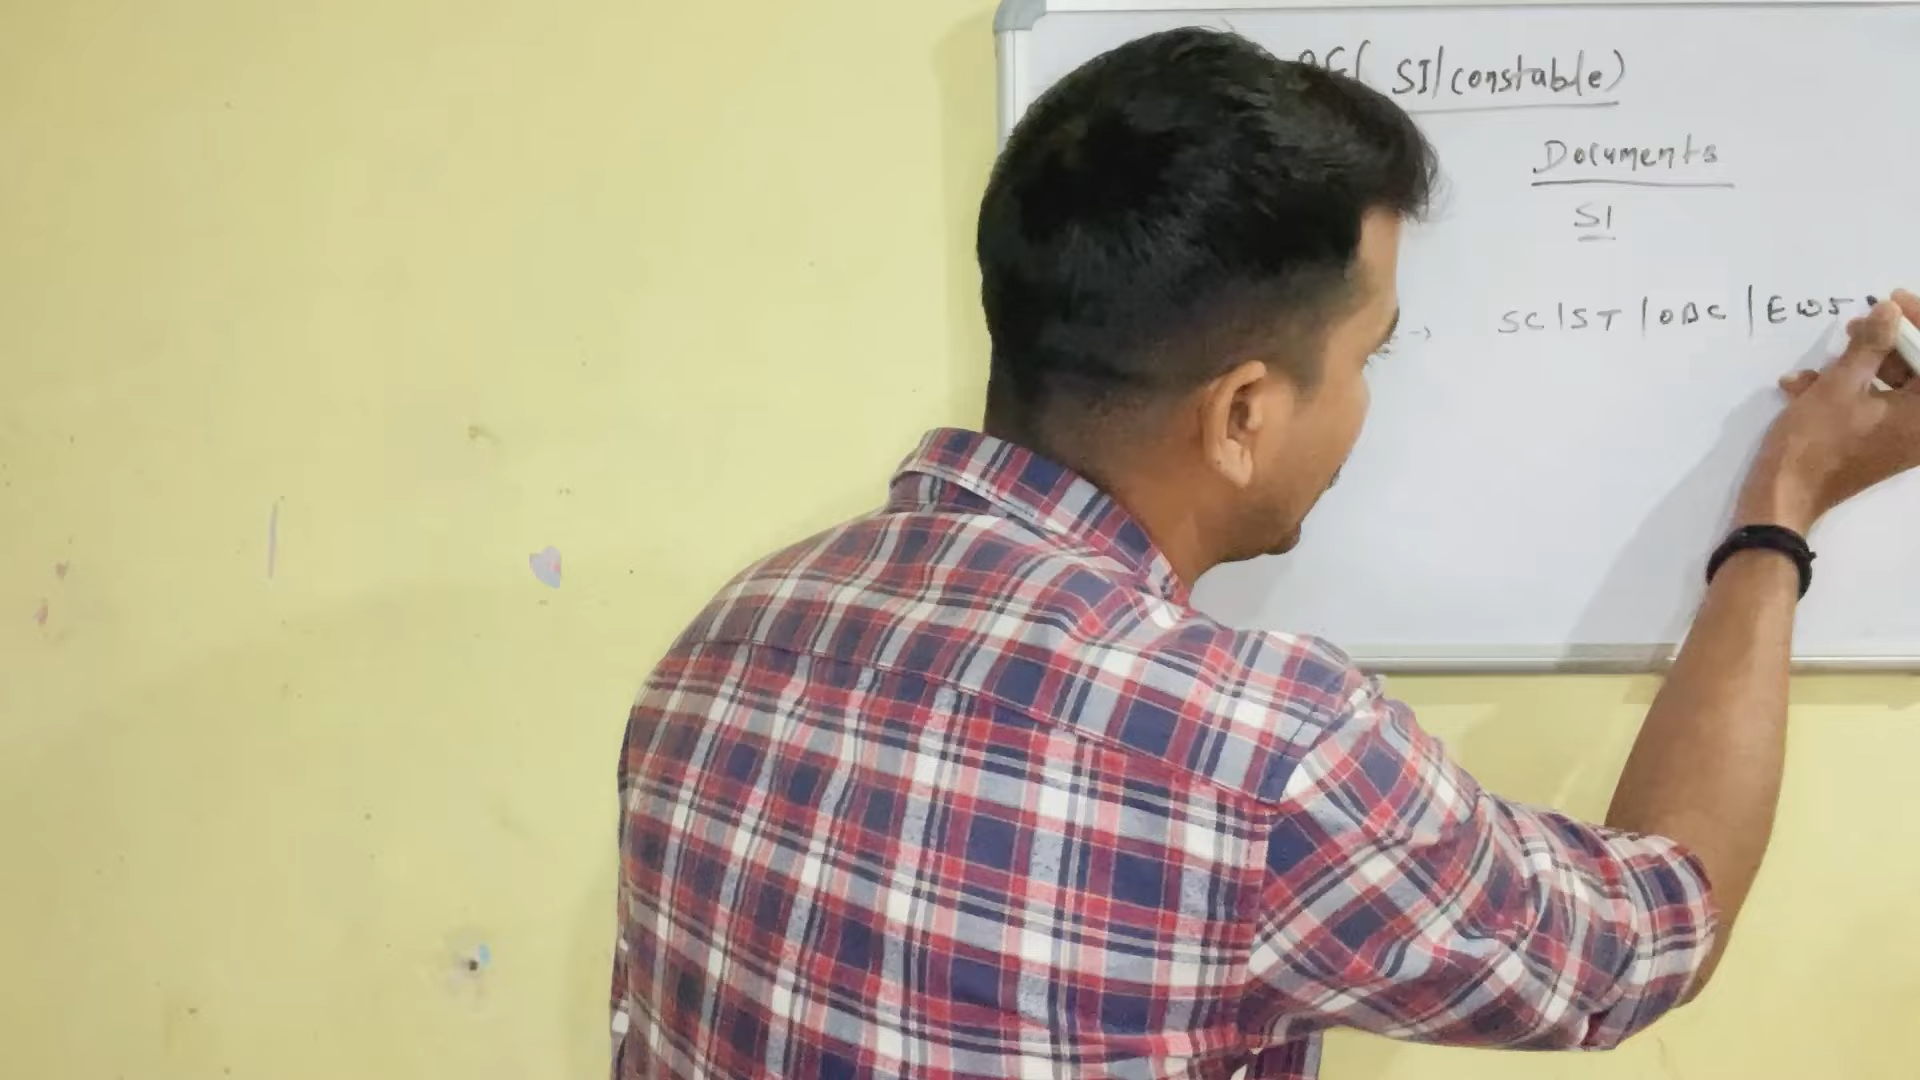 SI/constable)
Documents
SI
→ SC/ST/OBC/EWS